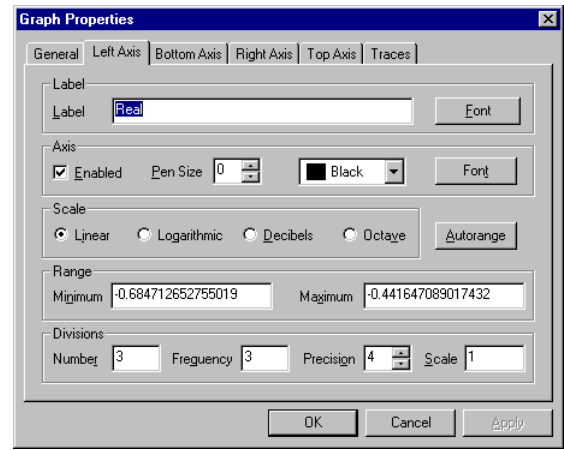 Graph Properties
General Left Axis Bottom Axis Right Axis Top Axis Traces
Label
Label Real Font
Axis
Enabled Pen Size 0 Black Font
Scale
Linear Logarithmic Decibels Octave Autorange
Range
Minimum -0.684712652755019 Maximum -0.441647089017432
Divisions
Number 3 Freguency 3 Precision 4 Scale 1
OK Cancel Apply